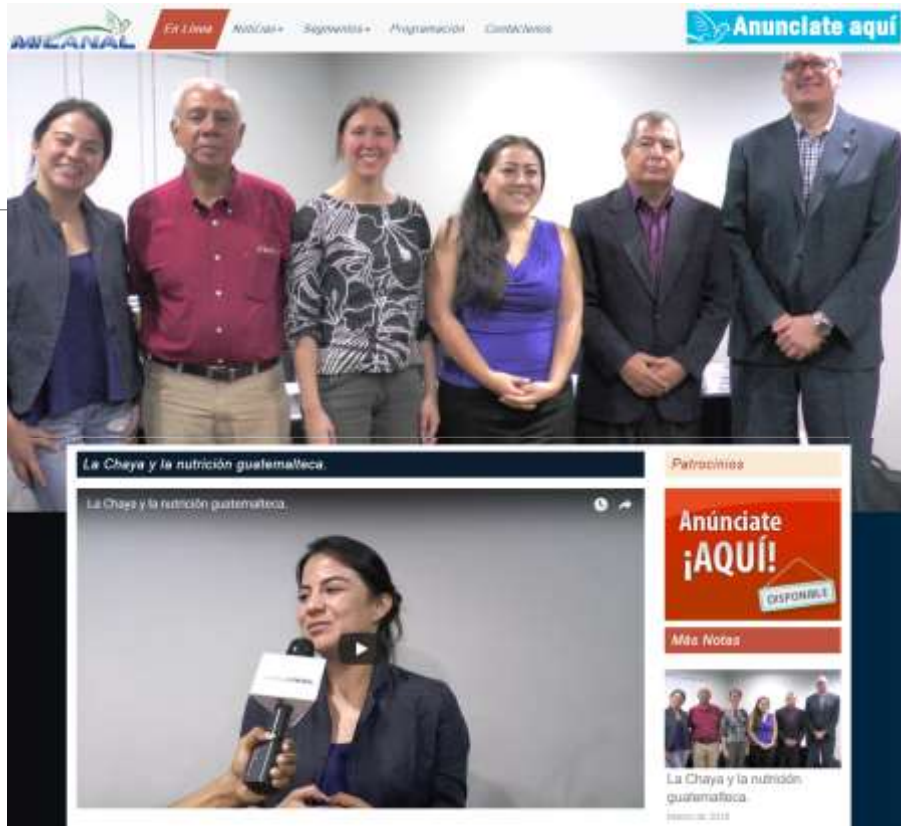 MICANAL
En Línea
Noticias+
Segmentos+
Programación
Contáctenos
Anunciate aquí
La Chaya y la nutrición guatemalteca.
La Chaya y la nutrición guatemalteca.
Patrocinios
Anúnciate
¡AQUÍ!
DISPONIBLE
Más Notas
La Chaya y la nutrición
guatemalteca.